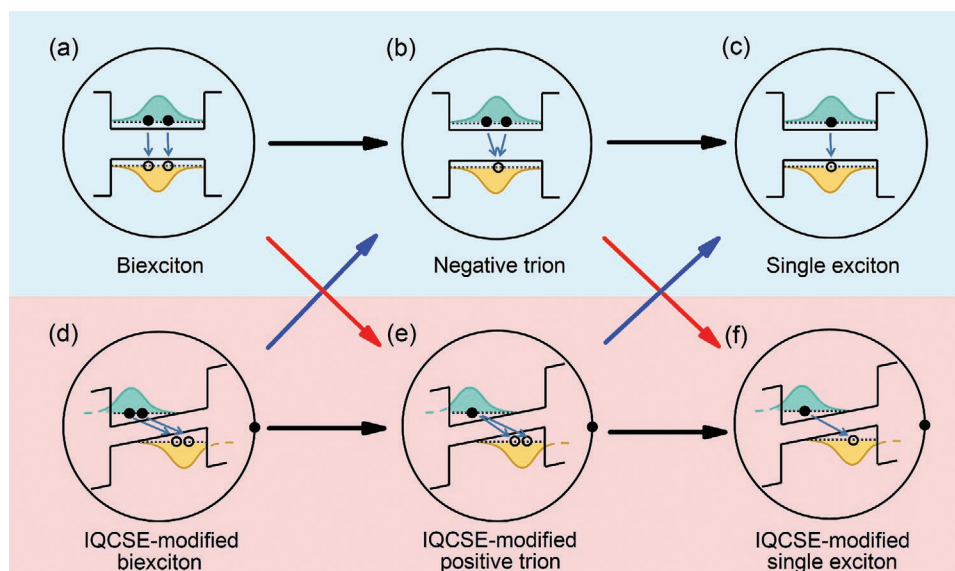 (a)
(b)
(c)
Biexciton
Negative trion
Single exciton
(d)
(e)
(f)
IQCSE-modified
biexciton
IQCSE-modified
positive trion
IQCSE-modified
single exciton